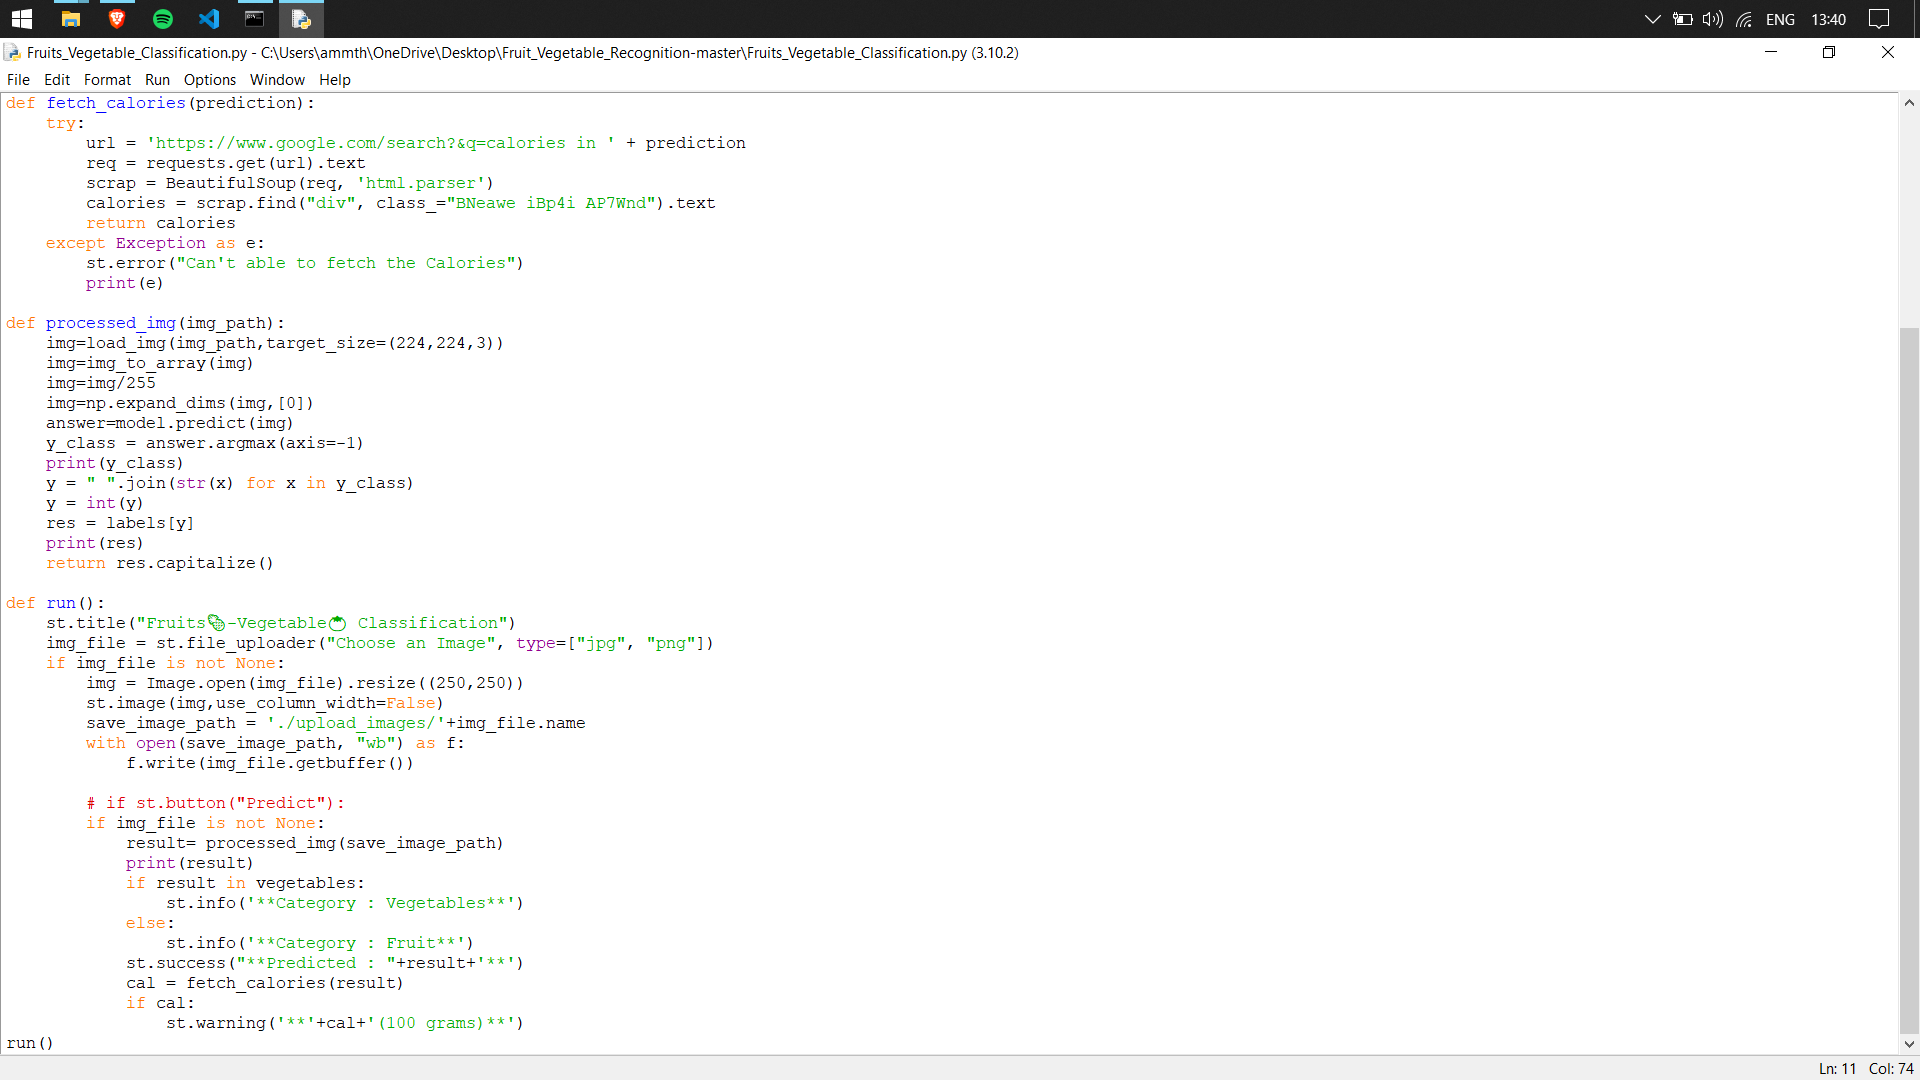 ENG 13:40
Fruits_Vegetable_Classification.py - C:\Users\ammth\OneDrive\Desktop\Fruit_Vegetable_Recognition-master\Fruits_Vegetable_Classification.py (3.10.2)
File Edit Format Run Options Window Help
def fetch_calories(prediction):
    try:
        url = 'https://www.google.com/search?&q=calories in ' + prediction
        req = requests.get(url).text
        scrap = BeautifulSoup(req, 'html.parser')
        calories = scrap.find("div", class_="BNeawe iBp4i AP7Wnd").text
        return calories
    except Exception as e:
        st.error("Can't able to fetch the Calories")
        print(e)

def processed_img(img_path):
    img=load_img(img_path,target_size=(224,224,3))
    img=img_to_array(img)
    img=img/255
    img=np.expand_dims(img,[0])
    answer=model.predict(img)
    y_class = answer.argmax(axis=-1)
    print(y_class)
    y = " ".join(str(x) for x in y_class)
    y = int(y)
    res = labels[y]
    print(res)
    return res.capitalize()

def run():
    st.title("Fruits🍍-Vegetable🍅 Classification")
    img_file = st.file_uploader("Choose an Image", type=["jpg", "png"])
    if img_file is not None:
        img = Image.open(img_file).resize((250,250))
        st.image(img,use_column_width=False)
        save_image_path = './upload_images/'+img_file.name
        with open(save_image_path, "wb") as f:
            f.write(img_file.getbuffer())

        # if st.button("Predict"):
        if img_file is not None:
            result= processed_img(save_image_path)
            print(result)
            if result in vegetables:
                st.info('**Category : Vegetables**')
            else:
                st.info('**Category : Fruit**')
            st.success("**Predicted : "+result+'**')
            cal = fetch_calories(result)
            if cal:
                st.warning('**'+cal+'(100 grams)**')
run()
Ln: 11 Col: 74